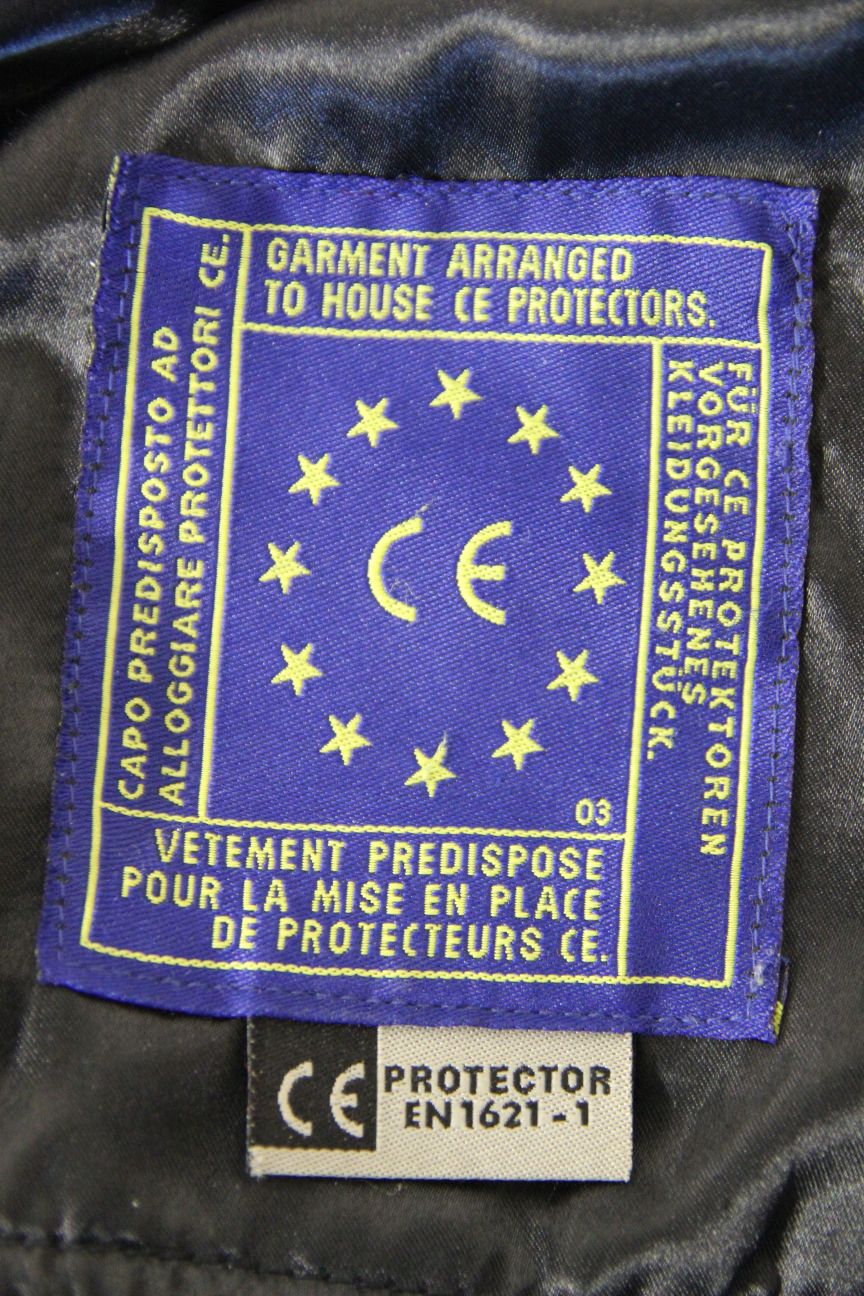 GARMENT ARRANGED
TO HOUSE CE PROTECTORS.
CAPO PREDISPOSTO AD
ALLOGGIARE PROTETTORI CE.
FÜR CE PROTEKTOREN
VORGESEHENES
KLEIDUNGSSTÜCK.
CE
03
VETEMENT PREDISPOSE
POUR LA MISE EN PLACE
DE PROTECTEURS CE.
CE PROTECTOR
EN1621-1